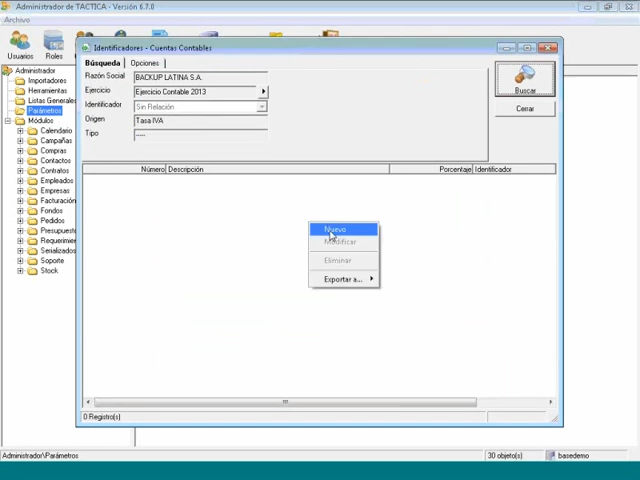 Administrador de TACTICA - Versión 6.7.0
Archivo
Usuarios
Roles
Administrador
Importadores
Herramientas
Listas Generales
Parámetros
Módulos
Calendario
Campañas
Compras
Contactos
Contratos
Empleados
Empresas
Facturación
Fondos
Pedidos
Presupuesto
Requerimien
Serializados
Soporte
Stock
Identificadores - Cuentas Contables
Búsqueda
Opciones
Razón Social
BACKUP LATINA S.A.
Ejercicio
Ejercicio Contable 2013
Identificador
Sin Relación
Origen
Tasa IVA
Tipo
----
Buscar
Cerrar
Número
Descripción
Porcentaje
Identificador
Nuevo
Modificar
Eliminar
Exportar a...
0 Registro(s)
Administrador\Parámetros
30 objeto(s)
basedemo